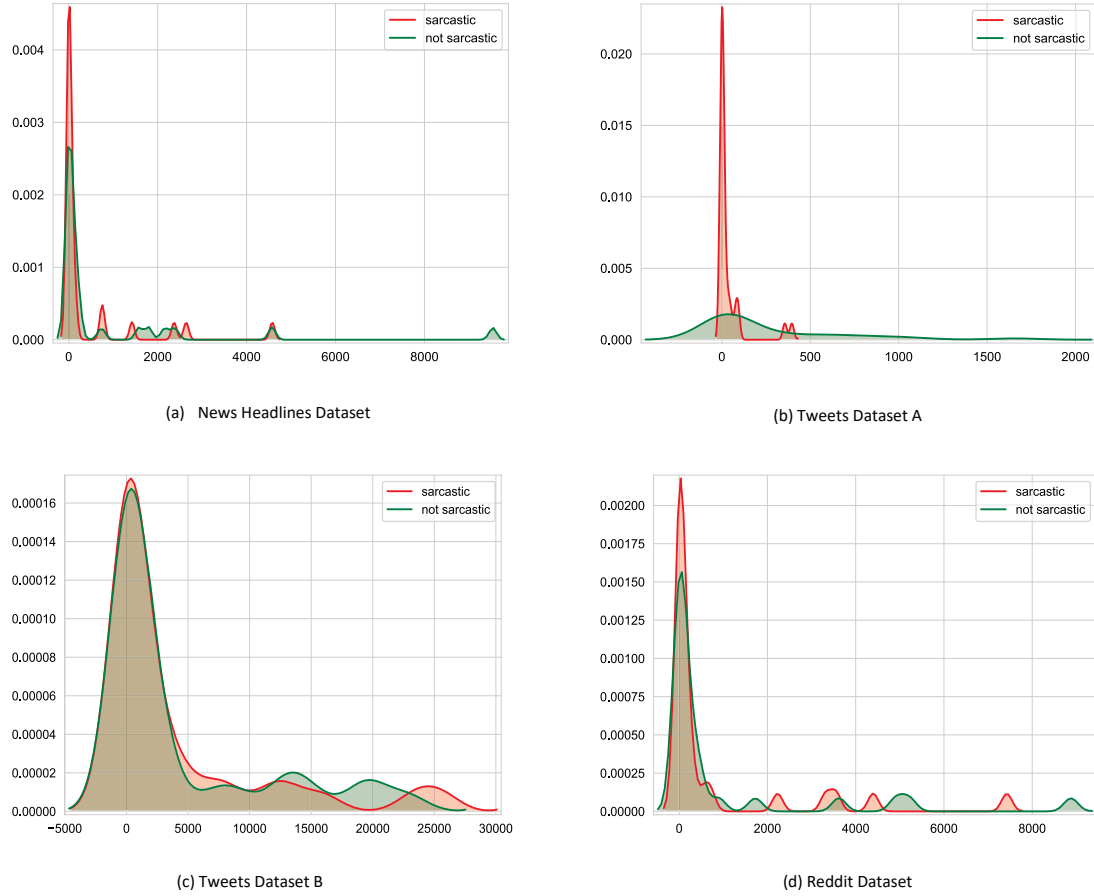 0.004
0.003
0.002
0.001
0.000
0 2000 4000 6000 8000
sarcastic
not sarcastic
(a) News Headlines Dataset
0.020
0.015
0.010
0.005
0.000
0 500 1000 1500 2000
sarcastic
not sarcastic
(b) Tweets Dataset A
0.00016
0.00014
0.00012
0.00010
0.00008
0.00006
0.00004
0.00002
0.00000
−5000 0 5000 10000 15000 20000 25000 30000
sarcastic
not sarcastic
(c) Tweets Dataset B
0.00200
0.00175
0.00150
0.00125
0.00100
0.00075
0.00050
0.00025
0.00000
0 2000 4000 6000 8000
sarcastic
not sarcastic
(d) Reddit Dataset